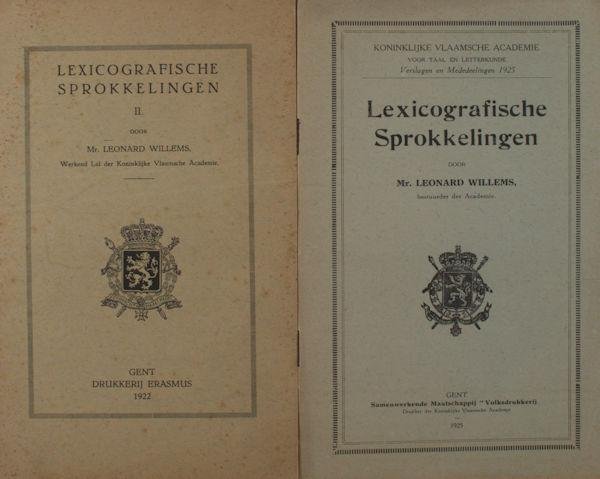 LEXICOGRAFISCHE
SPROKKELINGEN
II.
DOOR
Mr. LEONARD WILLEMS,
Werkend Lid der Koninklijke Vlaamsche Academie.
GENT
DRUKKERIJ ERASMUS
1922
KONINKLIJKE VLAAMSCHE ACADEMIE
VOOR TAAL EN LETTERKUNDE
Verslagen en Mededeelingen 1925
Lexicografische
Sprokkelingen
DOOR
Mr. LEONARD WILLEMS,
bestuurder der Academie.
GENT
Samenwerkende Maatschappij "Volksdrukkerij
Drukker der Koninklijke Vlaamsche Academie
1925